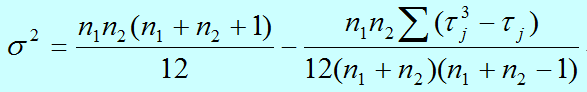 σ² = n₁n₂(n₁ + n₂ + 1) / 12 − n₁n₂ ∑ (τⱼ³ − τⱼ) / 12(n₁ + n₂)(n₁ + n₂ − 1)